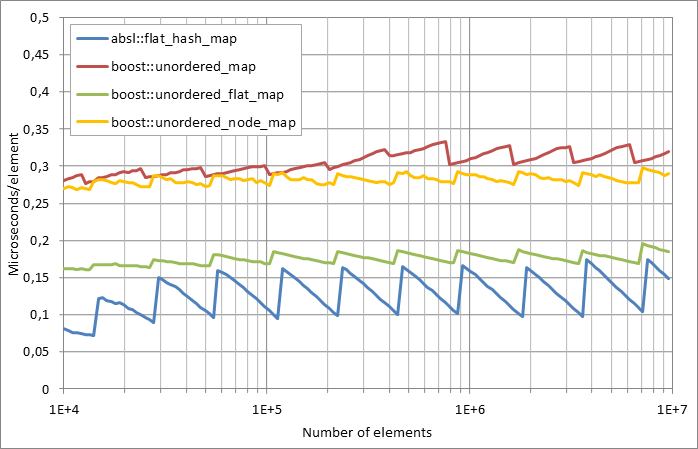 0,5
0,45
0,4
0,35
0,3
0,25
0,2
0,15
0,1
0,05
0
Microseconds/element
absl::flat_hash_map
boost::unordered_map
boost::unordered_flat_map
boost::unordered_node_map
1E+4 1E+5 1E+6 1E+7
Number of elements